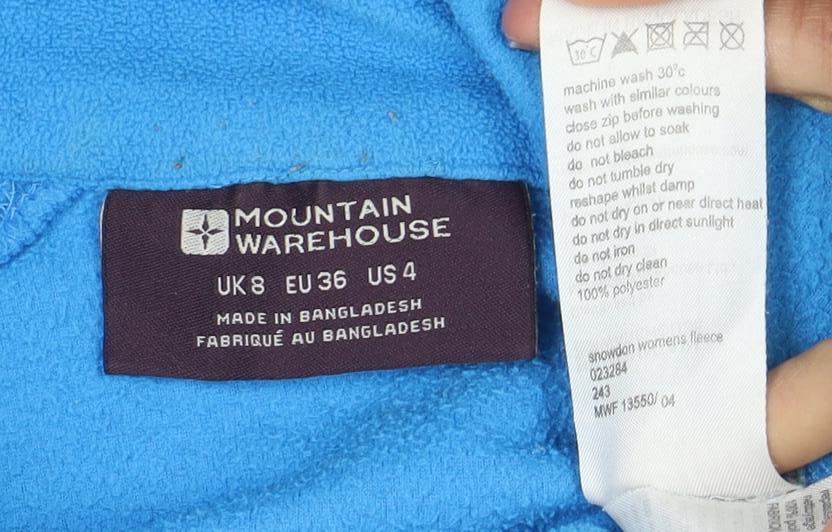 MOUNTAIN
WAREHOUSE
UK 8 EU 36 US 4
MADE IN BANGLADESH
FABRIQUÉ AU BANGLADESH
30°C
machine wash 30°c
wash with similar colours
close zip before washing
do not allow to soak
do not bleach
do not tumble dry
reshape whilst damp
do not dry on or near direct heat
do not dry in direct sunlight
do not iron
do not dry clean
100% polyester
snowdon womens fleece
023284
243
MWF 13550/ 04